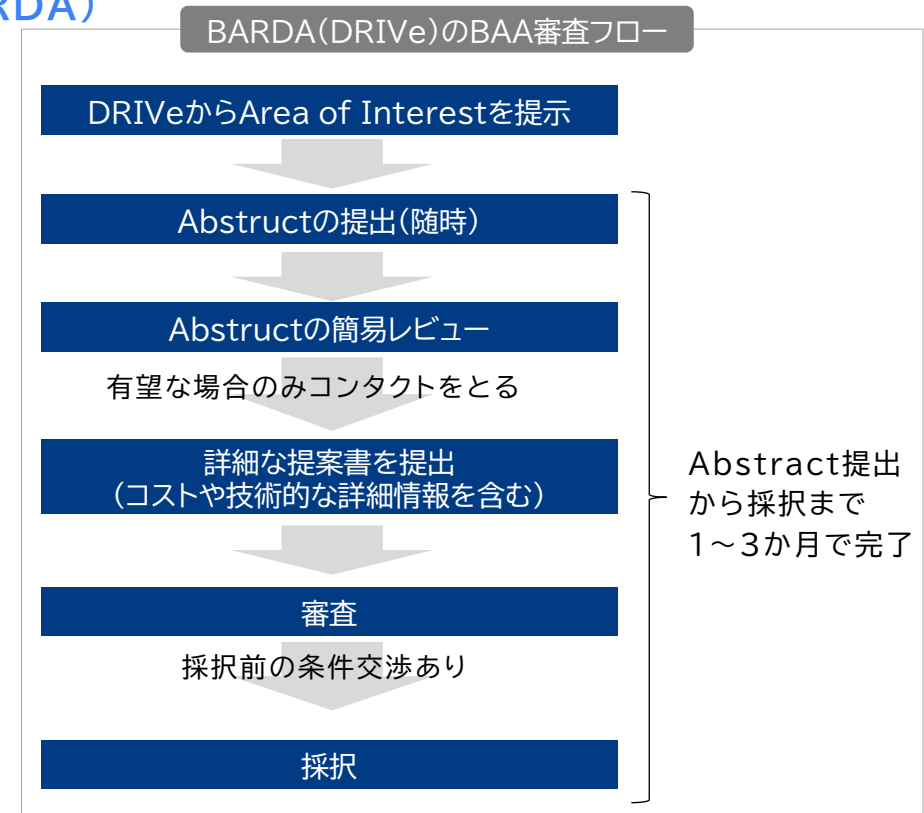 RDA）
BARDA(DRIVe)のBAA審査フロー
DRIVeからArea of Interestを提示
Abstructの提出(随時)
Abstructの簡易レビュー
有望な場合のみコンタクトをとる
詳細な提案書を提出
(コストや技術的な詳細情報を含む)
Abstract提出
から採択まで
1～3か月で完了
審査
採択前の条件交渉あり
採択